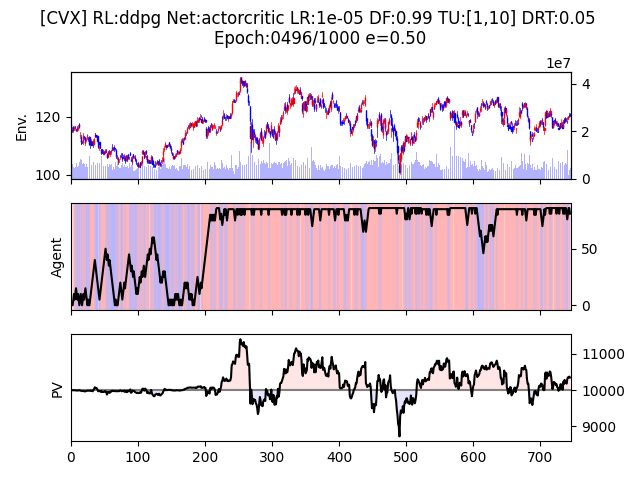 [CVX] RL:ddpg Net:actorcritic LR:1e-05 DF:0.99 TU:[1,10] DRT:0.05
Epoch:0496/1000 e=0.50
1e7
Env.
120
100
4
2
0
Agent
50
0
PV
11000
10000
9000
0 100 200 300 400 500 600 700